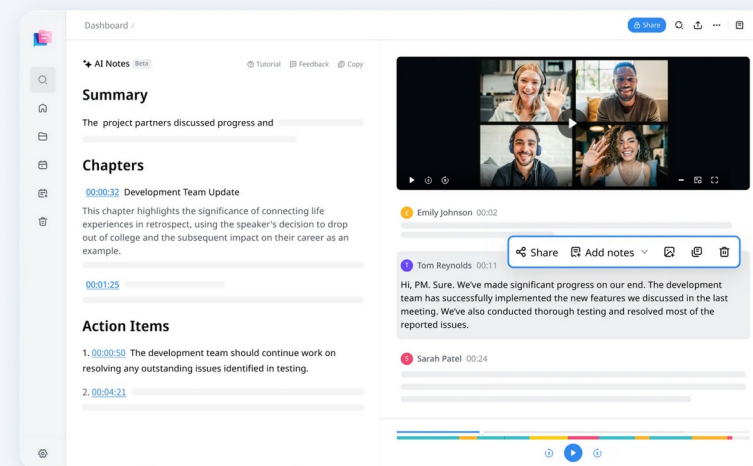 Dashboard /
Share
AI Notes Beta
Tutorial
Feedback
Copy
Summary
The project partners discussed progress and
Chapters
00:00:32 Development Team Update
This chapter highlights the significance of connecting life
experiences in retrospect, using the speaker's decision to drop
out of college and the subsequent impact on their career as an
example.
00:01:25
Action Items
1. 00:00:50 The development team should continue work on
resolving any outstanding issues identified in testing.
2. 00:04:21
Emily Johnson 00:02
Share
Add notes
T Tom Reynolds 00:11
Hi, PM. Sure. We've made significant progress on our end. The development
team has successfully implemented the new features we discussed in the last
meeting. We've also conducted thorough testing and resolved most of the
reported issues.
S Sarah Patel 00:24